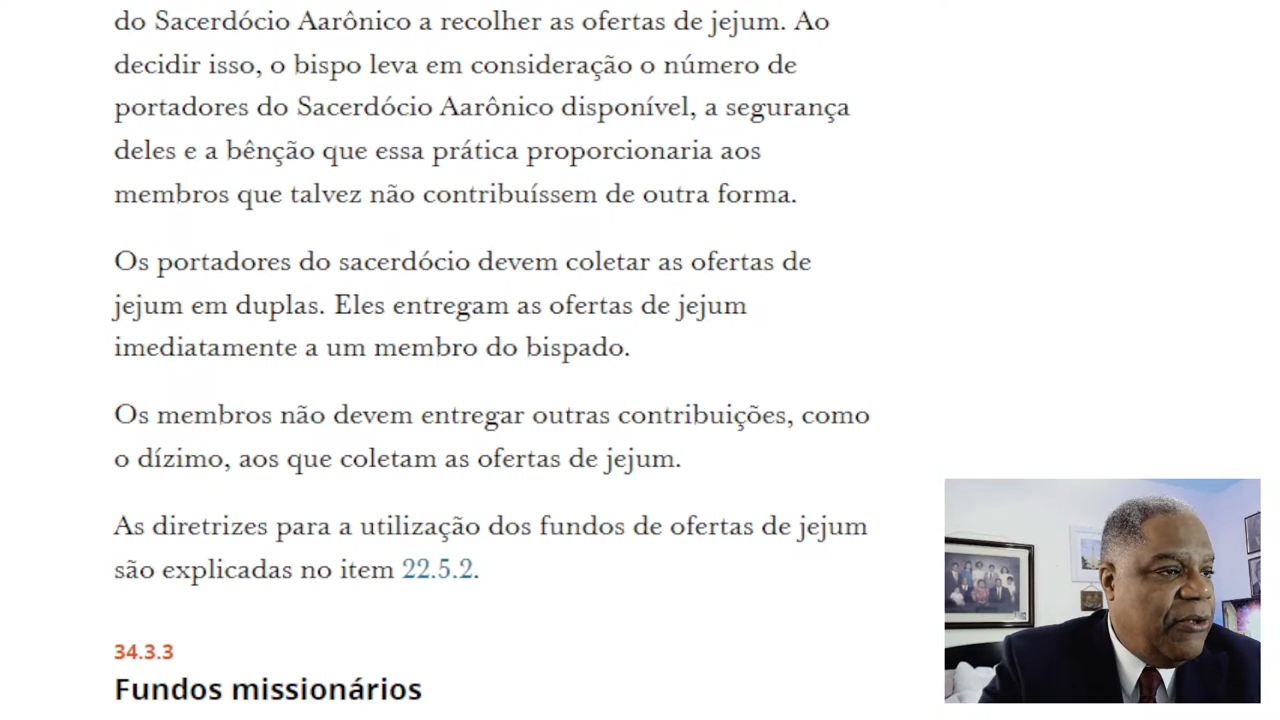 do Sacerdócio Aarônico a recolher as ofertas de jejum. Ao
decidir isso, o bispo leva em consideração o número de
portadores do Sacerdócio Aarônico disponível, a segurança
deles e a bênção que essa prática proporcionaria aos
membros que talvez não contribuíssem de outra forma.
Os portadores do sacerdócio devem coletar as ofertas de
jejum em duplas. Eles entregam as ofertas de jejum
imediatamente a um membro do bispado.
Os membros não devem entregar outras contribuições, como
o dízimo, aos que coletam as ofertas de jejum.
As diretrizes para a utilização dos fundos de ofertas de jejum
são explicadas no item 22.5.2.
34.3.3
Fundos missionários